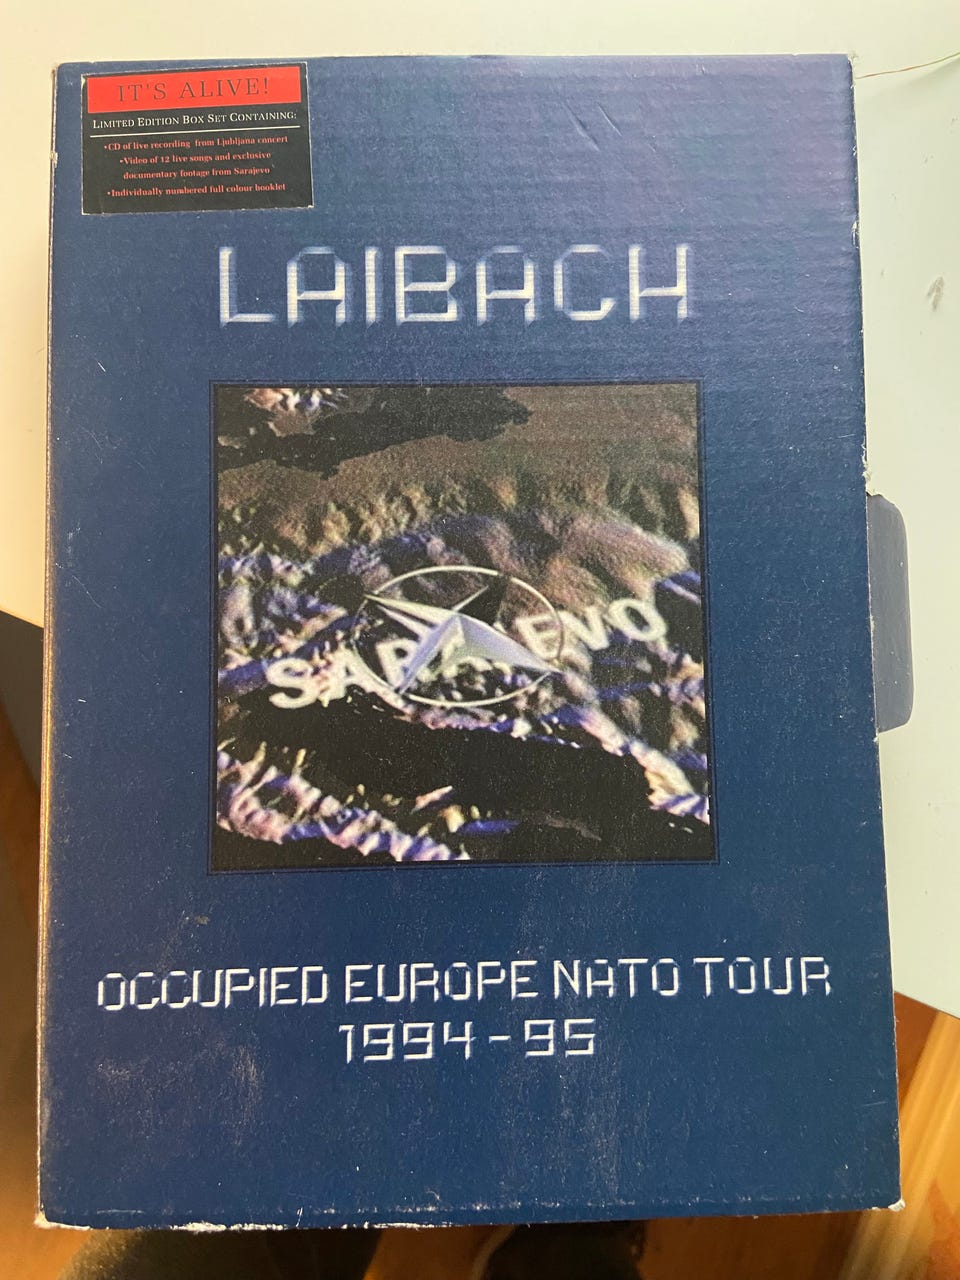 IT'S ALIVE!
LIMITED EDITION BOX SET CONTAINING:
•CD of live recording from Ljubljana concert
•Video of 12 live songs and exclusive
documentary footage from Sarajevo
•Individually numbered full colour booklet
LAIBACH
SARAJEVO
OCCUPIED EUROPE NATO TOUR
1994-95